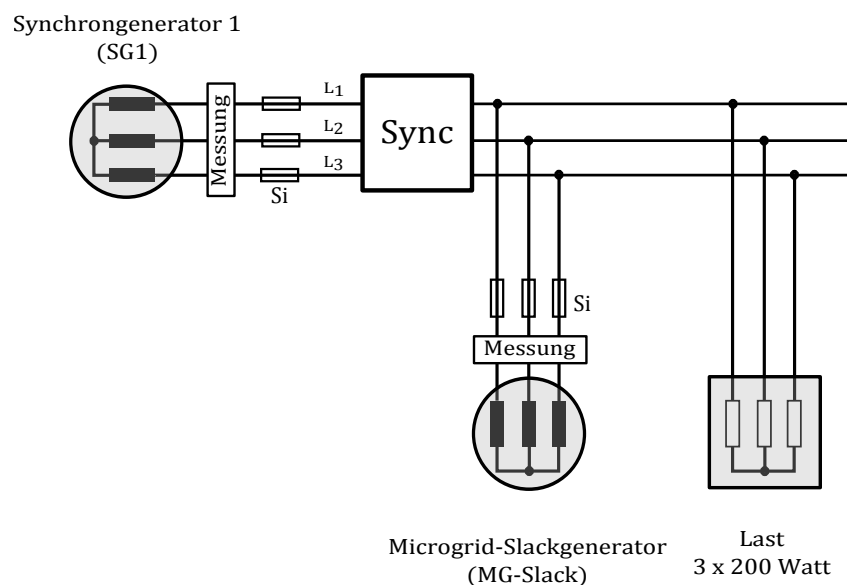 Synchrongenerator 1
(SG1)
Messung
L1
L2
L3
Si
Sync
Si
Messung
Microgrid-Slackgenerator
(MG-Slack)
Last
3 x 200 Watt